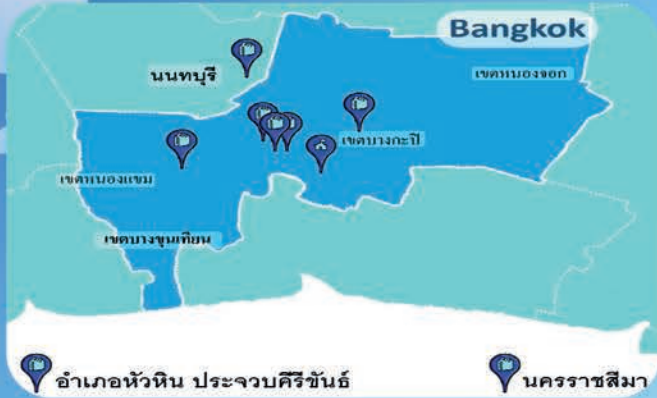 Bangkok
นนทบุรี
เขตหนองจอก
เขตบางกะปิ
เขตหนองแขม
เขตบางขุนเทียน
อำเภอหัวหิน ประจวบคีรีขันธ์
นครราชสีมา